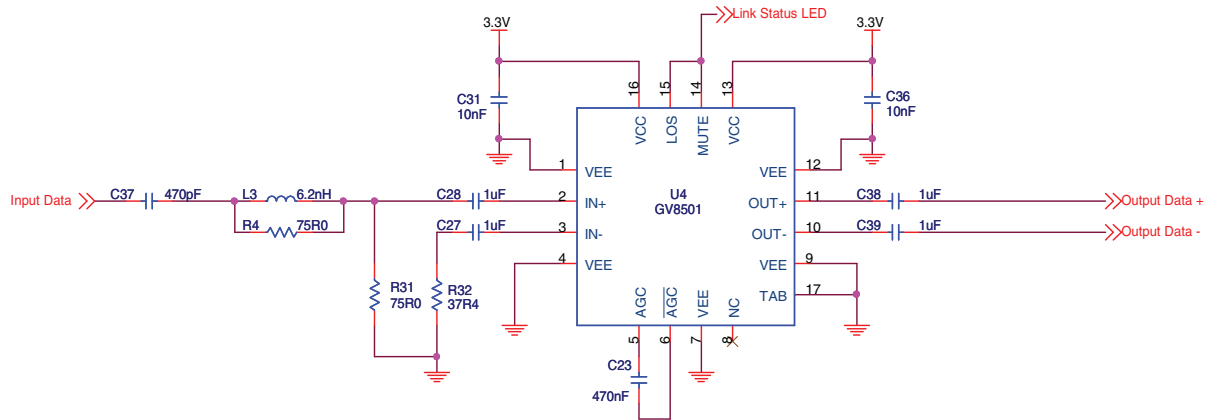 Link Status LED
3.3V
3.3V
C31
10nF
16
15
14
13
C36
10nF
VCC
LOS
MUTE
VCC
1
VEE
VEE
12
Input Data
C37
470pF
L3
6.2nH
C28
1uF
2
IN+
U4
GV8501
OUT+
11
C38
1uF
Output Data +
R4
75R0
C27
1uF
3
IN-
OUT-
10
C39
1uF
Output Data -
4
VEE
VEE
9
R31
75R0
R32
37R4
TAB
17
AGC
AGC
VEE
NC
5
6
7
8
C23
470nF